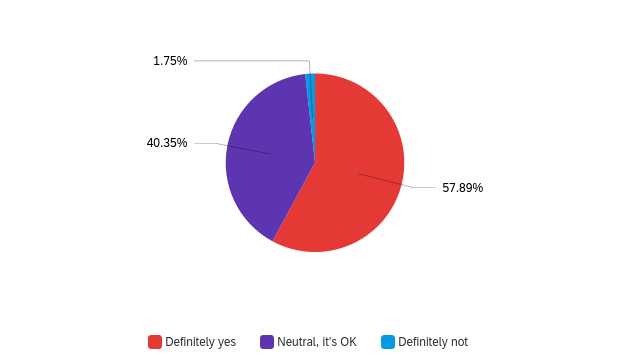 1.75%
40.35%
57.89%
Definitely yes Neutral, it's OK Definitely not